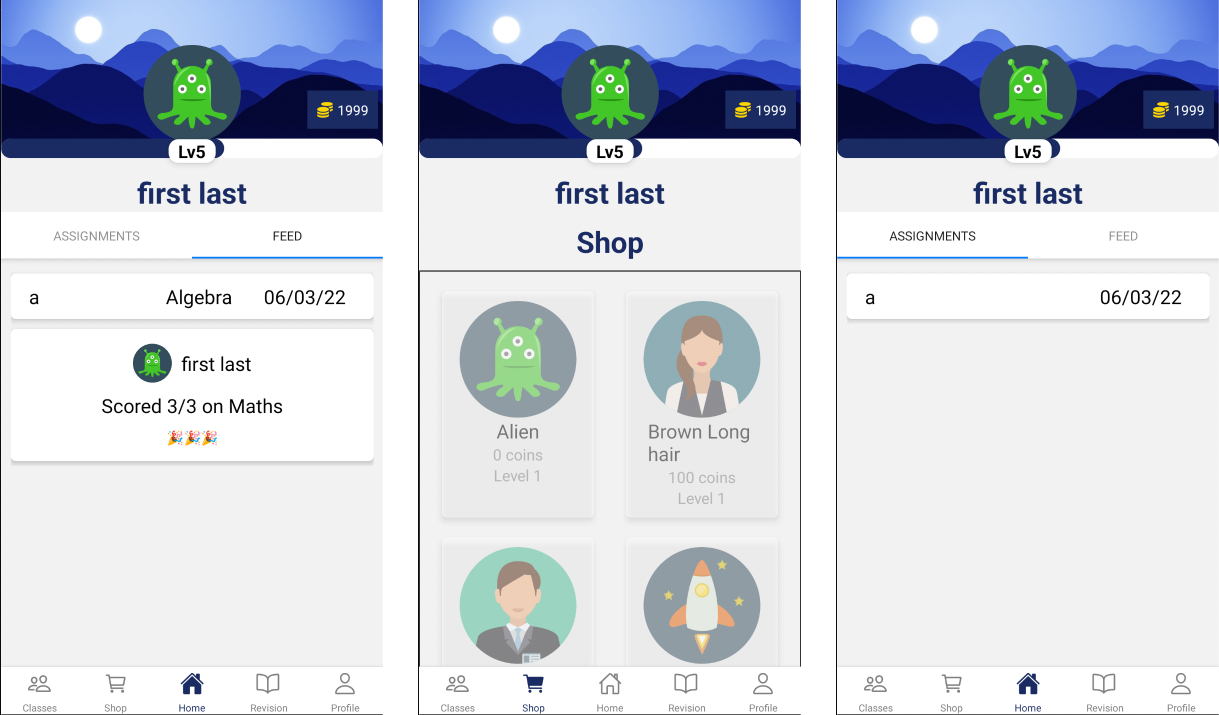 1999
Lv5
first last
ASSIGNMENTS FEED
a Algebra 06/03/22
first last
Scored 3/3 on Maths
Classes Shop Home Revision Profile
1999
Lv5
first last
Shop
Alien
0 coins
Level 1
Brown Long
hair
100 coins
Level 1
Classes Shop Home Revision Profile
1999
Lv5
first last
ASSIGNMENTS FEED
a 06/03/22
Classes Shop Home Revision Profile